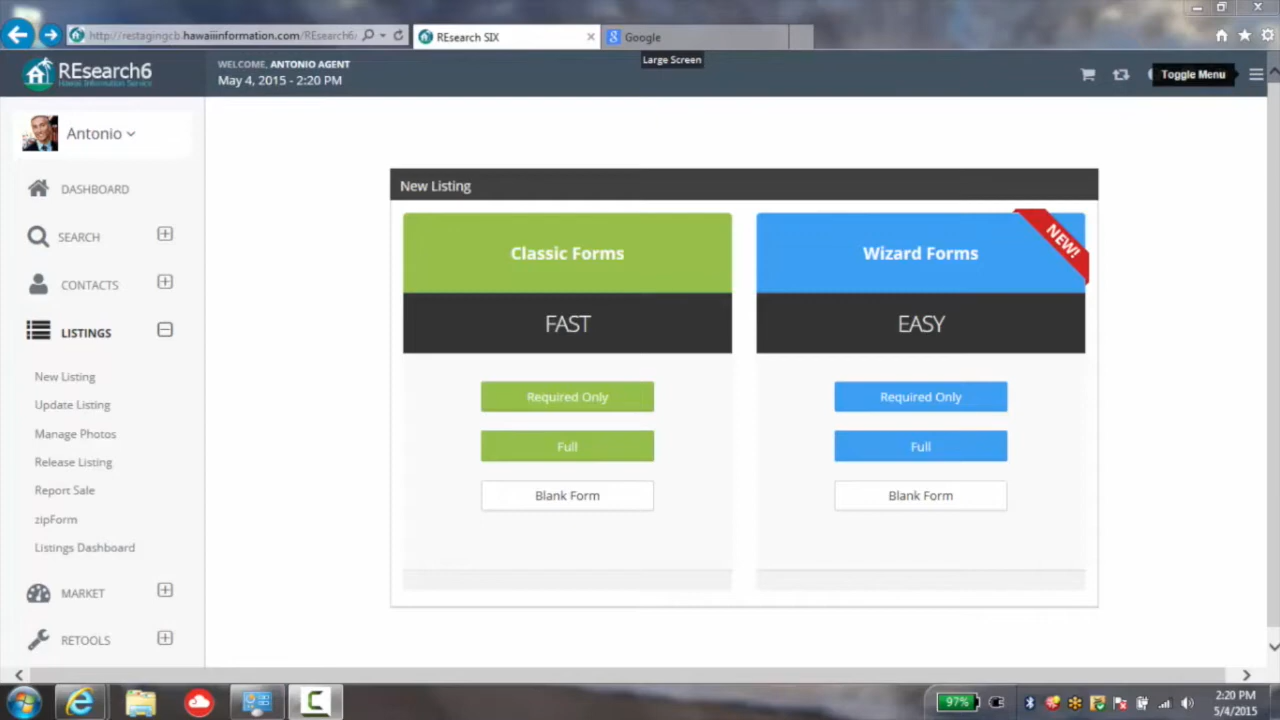 http://restagingcb.hawaiiinformation.com/REsearch6/
REsearch SIX
Google
Large Screen
REsearch6
Hawaii Information Service
WELCOME, ANTONIO AGENT
May 4, 2015 - 2:20 PM
Toggle Menu
Antonio
DASHBOARD
SEARCH
CONTACTS
LISTINGS
New Listing
Update Listing
Manage Photos
Release Listing
Report Sale
zipForm
Listings Dashboard
MARKET
RETOOLS
New Listing
Classic Forms
FAST
Required Only
Full
Blank Form
Wizard Forms
NEW!
EASY
Required Only
Full
Blank Form
97%
2:20 PM
5/4/2015